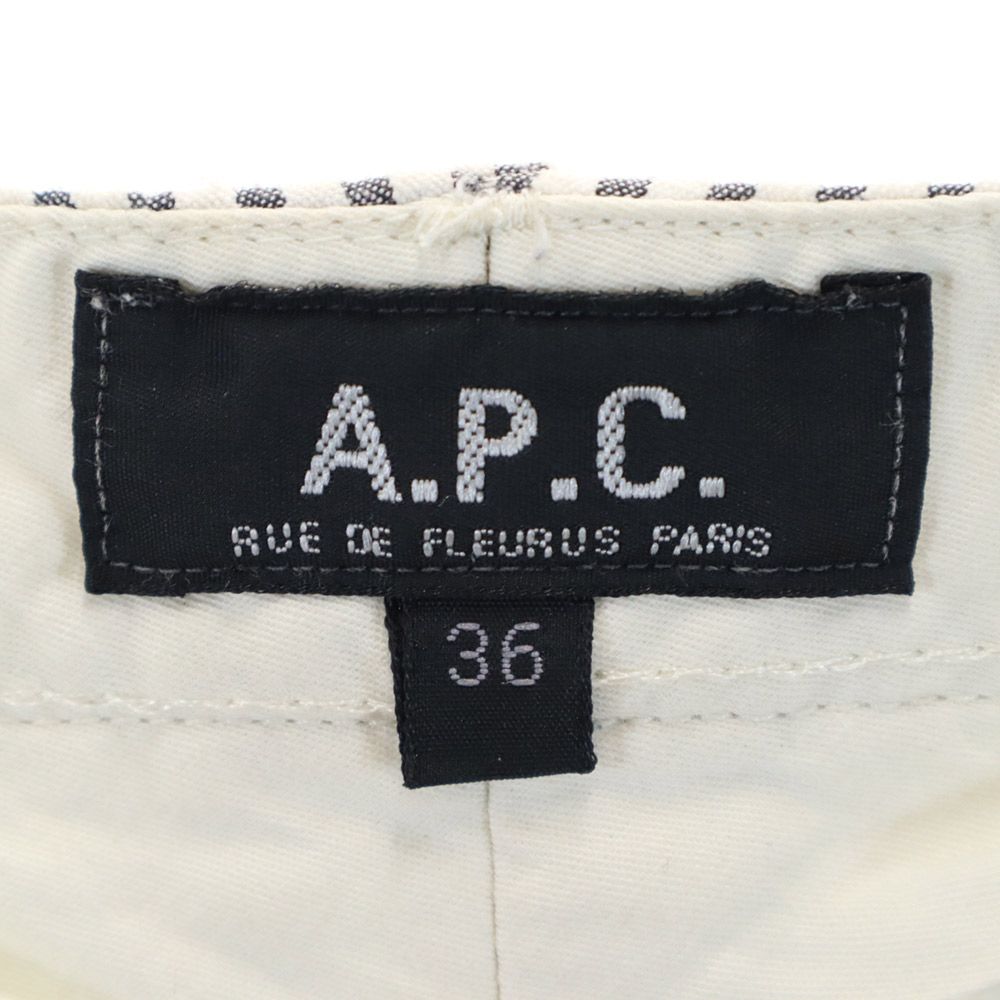 A.P.C.
RUE DE FLEURUS PARIS
36